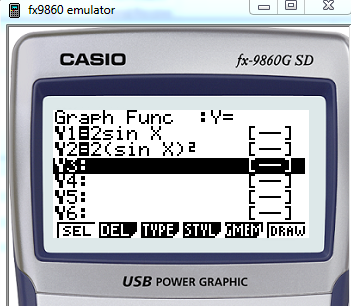 fx9860 emulator
CASIO fx-9860G SD
Graph Func :Y=
Y1=2sin X [—]
Y2=2(sin X)² [—]
Y3: [—]
Y4: [—]
Y5: [—]
Y6: [—]
SEL DEL TYPE STYL GMEM DRAW
USB POWER GRAPHIC